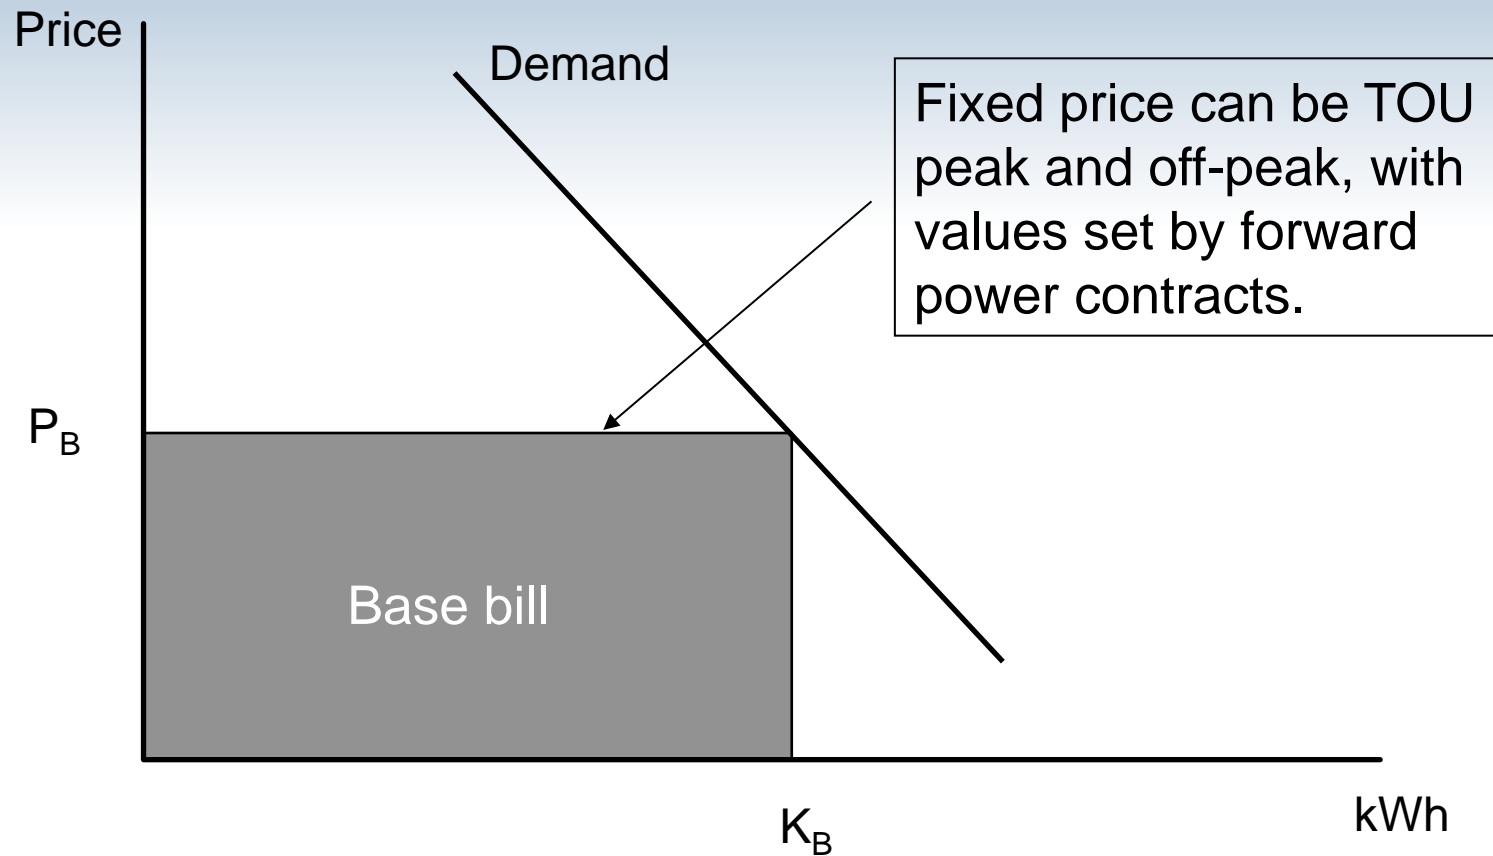 Price
Demand
Fixed price can be TOU
peak and off-peak, with
values set by forward
power contracts.
P_B
Base bill
K_B
kWh